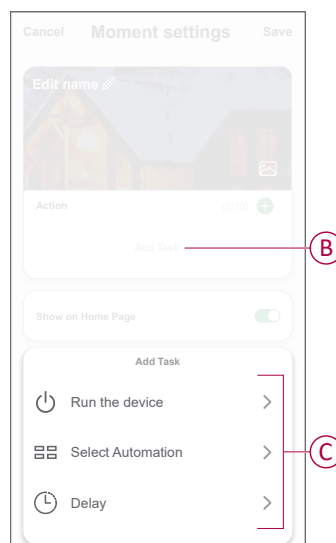 Cancel Moment settings Save
Edit name
Action (0/10)
Add Task
B
Show on Home Page
Add Task
Run the device
C
Select Automation
Delay